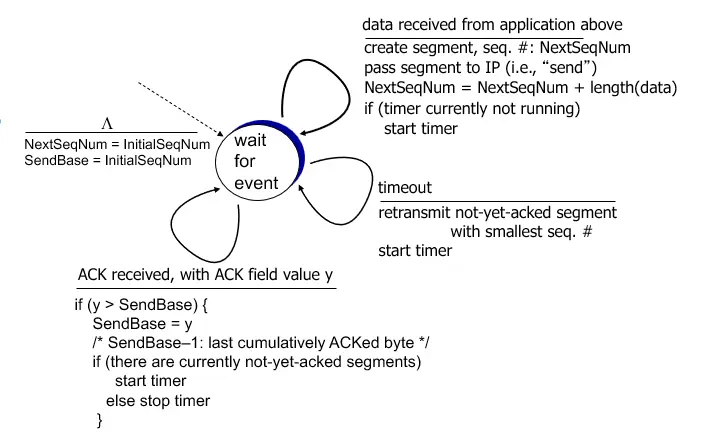 data received from application above
create segment, seq. #: NextSeqNum
pass segment to IP (i.e., “send”)
NextSeqNum = NextSeqNum + length(data)
if (timer currently not running)
start timer
Λ
NextSeqNum = InitialSeqNum
SendBase = InitialSeqNum
wait
for
event
timeout
retransmit not-yet-acked segment
with smallest seq. #
start timer
ACK received, with ACK field value y
if (y > SendBase) {
SendBase = y
/* SendBase–1: last cumulatively ACKed byte */
if (there are currently not-yet-acked segments)
start timer
else stop timer
}